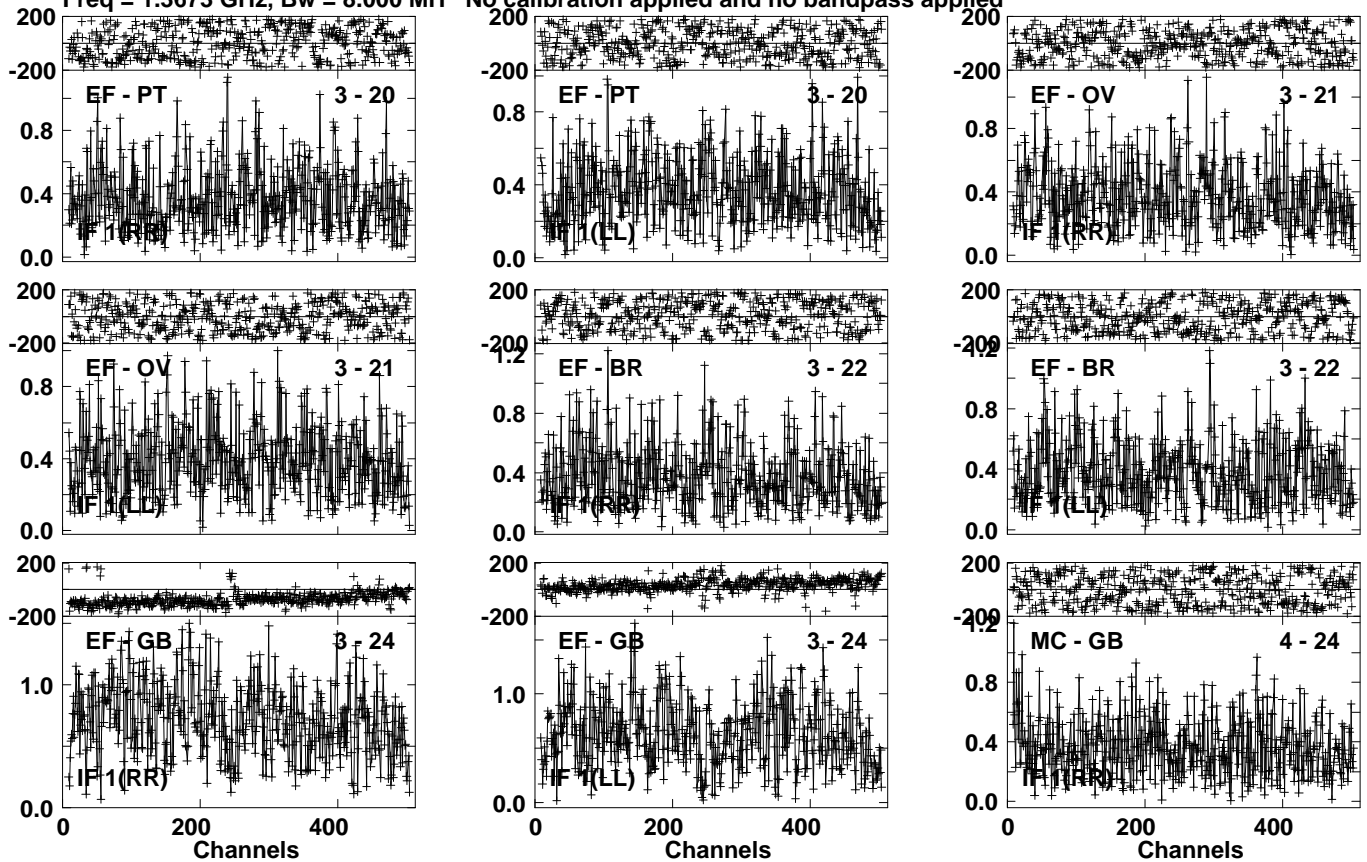 Freq = 1.5673 GHz, Bw = 8.000 MH No calibration applied and no bandpass applied
200 200 200
-200 -200 -200
EF - PT 3 - 20 EF - PT 3 - 20 EF - OV 3 - 21
0.8 0.8 0.8
0.4 0.4 0.4
IF 1(RR) IF 1(LL) IF 1(RR)
0.0 0.0 0.0
200 200 200
-200 -200 -200
1.2 1.2
EF - OV 3 - 21 EF - BR 3 - 22 EF - BR 3 - 22
0.8 0.8 0.8
0.4 0.4 0.4
IF 1(LL) IF 1(RR) IF 1(LL)
0.0 0.0 0.0
200 200 200
-200 -200 -200
1.2
EF - GB 3 - 24 EF - GB 3 - 24 MC - GB 4 - 24
1.0 1.0 0.8
0.4
IF 1(RR) IF 1(LL) IF 1(RR)
0.0 0.0 0.0
0 200 400 0 200 400 0 200 400
Channels Channels Channels